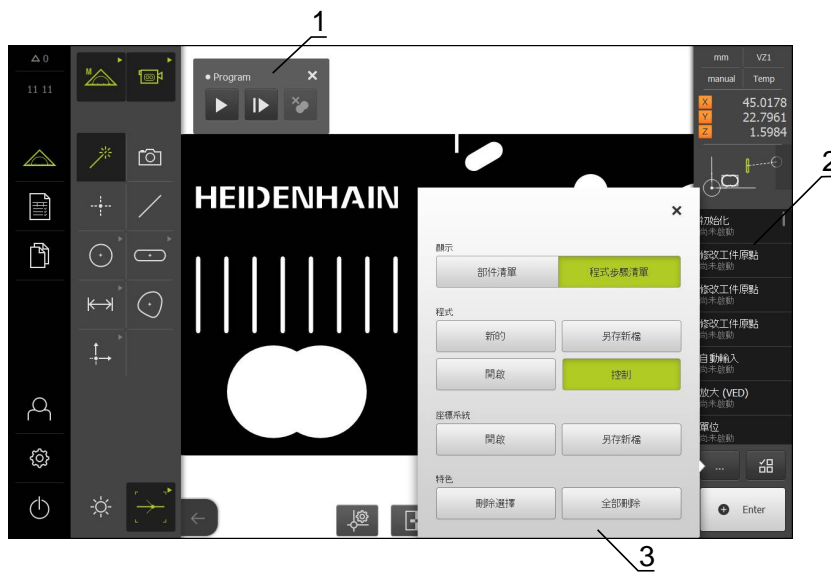 1
△ 0
11 11
M
● Program ×
mm VZ1
manual Temp
X 45.0178
Y 22.7961
Z 1.5984
2
HEIDENHAIN
×
顯示
部件清單 程式步驟清單
程式
新的 另存新檔
開啟 控制
座標系統
開啟 另存新檔
特色
刪除選擇 全部刪除
初始化
尚未啟動
修改工件原點
尚未啟動
修改工件原點
尚未啟動
修改工件原點
尚未啟動
自動輸入
尚未啟動
放大 (VED)
尚未啟動
單位
尚未啟動
...
Enter
3